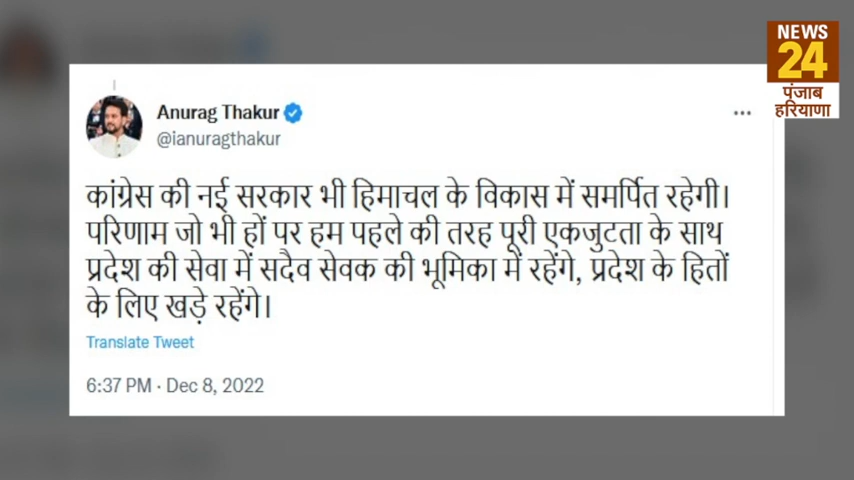 NEWS
24
पंजाब
हरियाणा
Anurag Thakur
@ianuragthakur
कांग्रेस की नई सरकार भी हिमाचल के विकास में समर्पित रहेगी।
परिणाम जो भी हों पर हम पहले की तरह पूरी एकजुटता के साथ
प्रदेश की सेवा में सदैव सेवक की भूमिका में रहेंगे, प्रदेश के हितों
के लिए खड़े रहेंगे।
Translate Tweet
6:37 PM · Dec 8, 2022